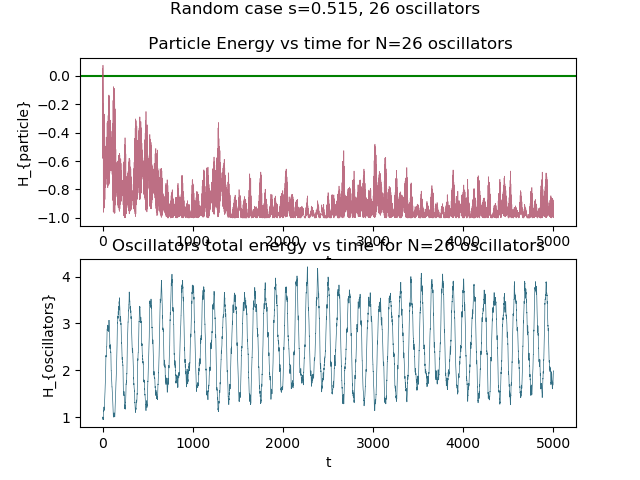 Random case s=0.515, 26 oscillators
Particle Energy vs time for N=26 oscillators
H_{particle}
0.0
−0.2
−0.4
−0.6
−0.8
−1.0
0 1000 2000 3000 4000 5000
t
Oscillators total energy vs time for N=26 oscillators
H_{oscillators}
4
3
2
1
0 1000 2000 3000 4000 5000
t